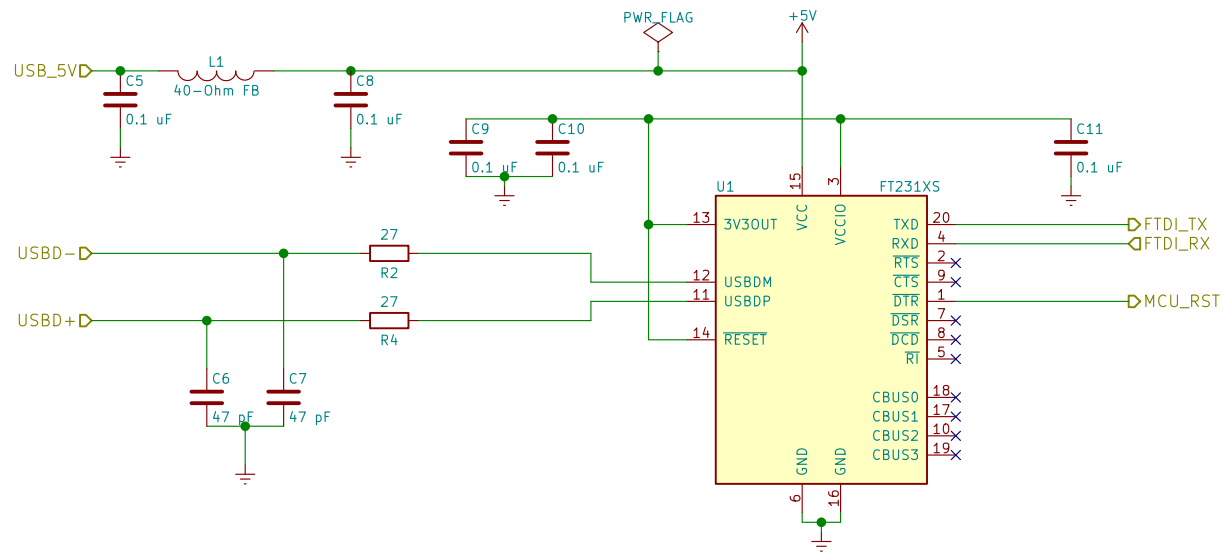 PWR_FLAG
+5V
USB_5V
C5
0.1 uF
L1
40-Ohm FB
C8
0.1 uF
C9
0.1 uF
C10
0.1 uF
C11
0.1 uF
U1
FT231XS
15
VCC
3
VCCIO
13
3V3OUT
12
USBDM
11
USBDP
14
RESET
TXD
20
FTDI_TX
RXD
4
FTDI_RX
RTS
2
CTS
9
DTR
1
MCU_RST
DSR
7
DCD
8
RI
5
CBUS0
18
CBUS1
17
CBUS2
10
CBUS3
19
GND
6
GND
16
USBD-
27
R2
USBD+
27
R4
C6
47 pF
C7
47 pF